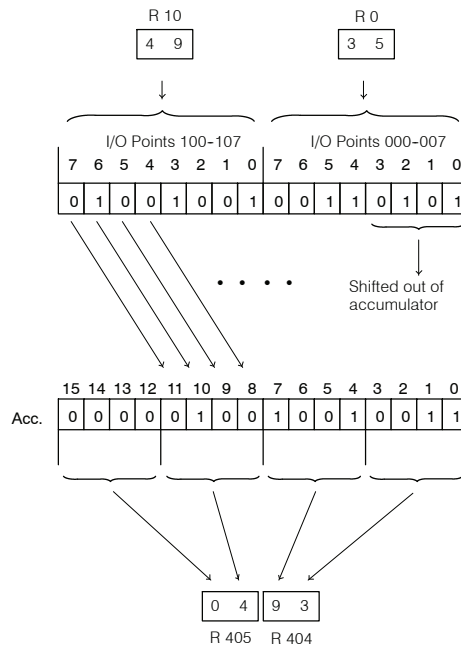 R 10 R 0
4 9 3 5
I/O Points 100-107 I/O Points 000-007
7 6 5 4 3 2 1 0 7 6 5 4 3 2 1 0
0 1 0 0 1 0 0 1 0 0 1 1 0 1 0 1
Shifted out of
accumulator
15 14 13 12 11 10 9 8 7 6 5 4 3 2 1 0
Acc. 0 0 0 0 0 1 0 0 1 0 0 1 0 0 1 1
0 4 9 3
R 405 R 404